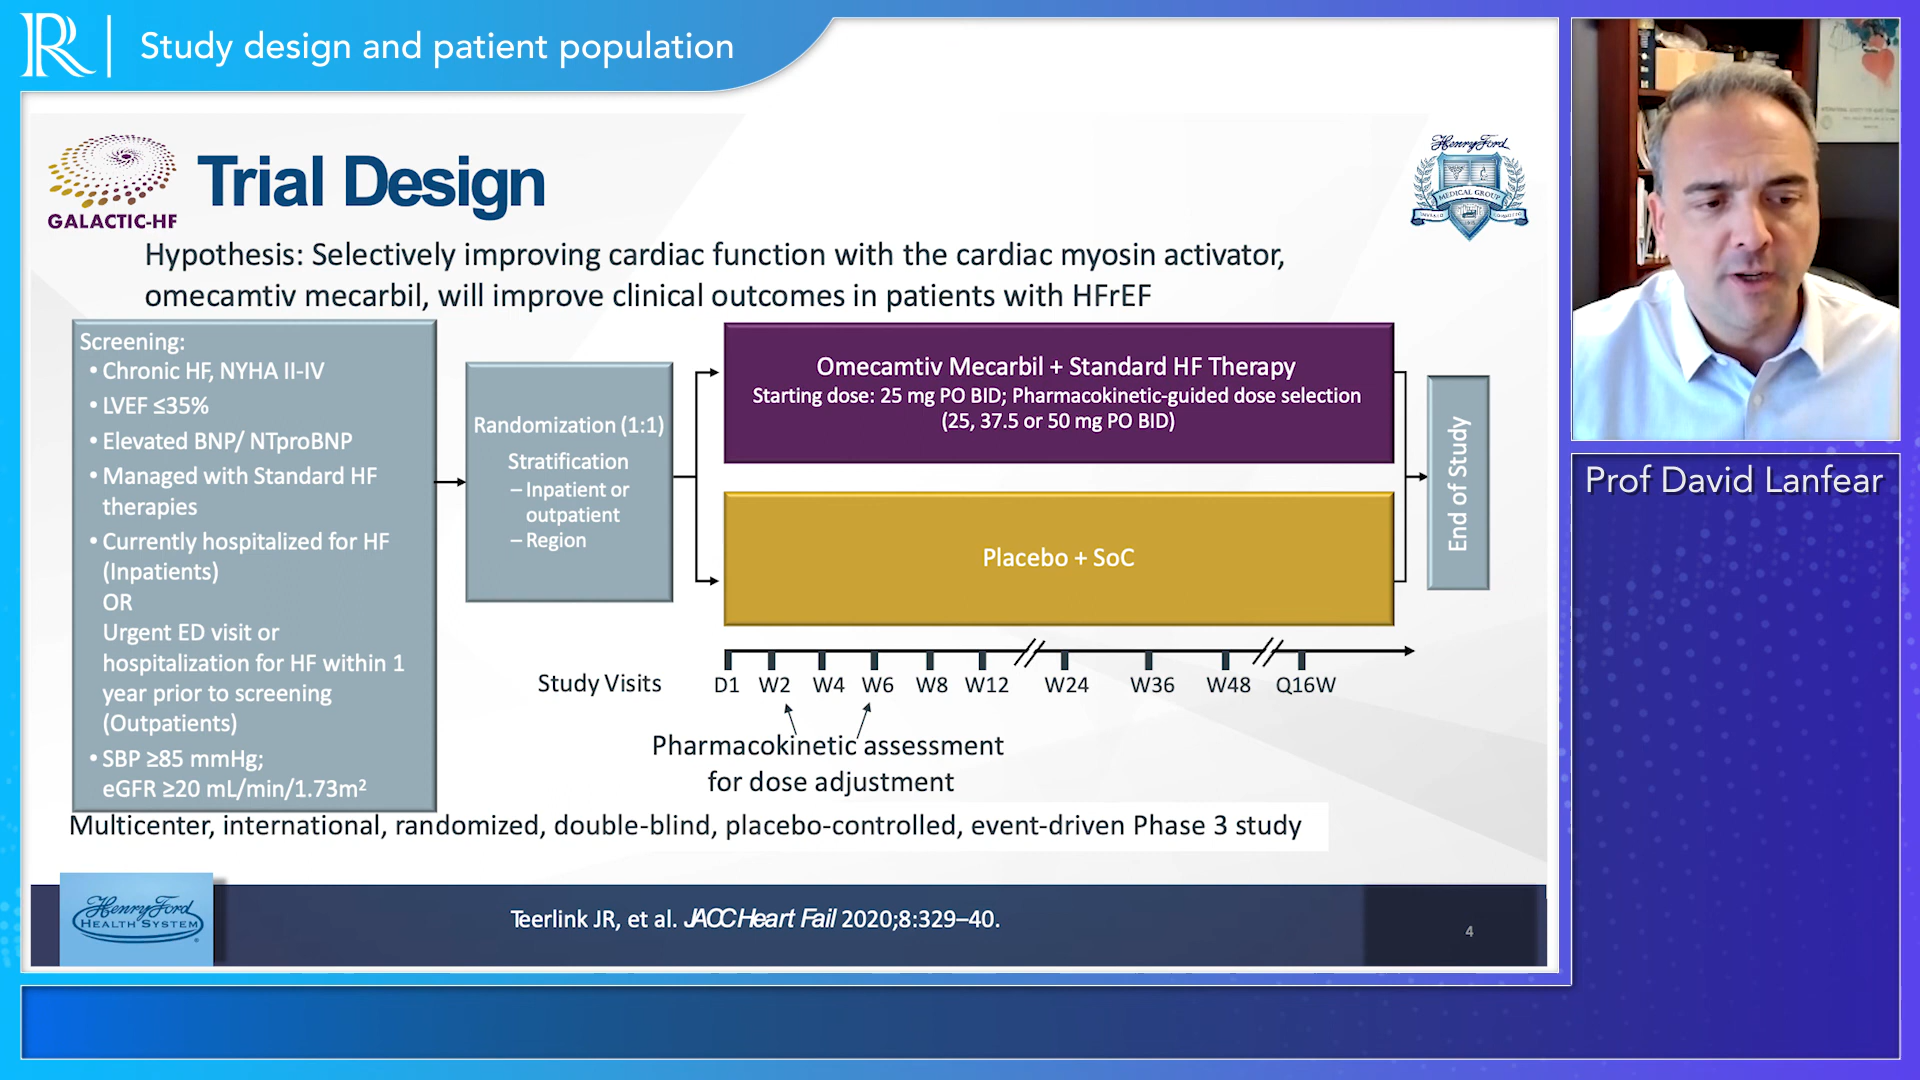 R | Study design and patient population
GALACTIC-HF
Trial Design
Henry Ford
MEDICAL GROUP
Hypothesis: Selectively improving cardiac function with the cardiac myosin activator,
omecamtiv mecarbil, will improve clinical outcomes in patients with HFrEF
Screening:
• Chronic HF, NYHA II-IV
• LVEF ≤35%
• Elevated BNP/ NTproBNP
• Managed with Standard HF
therapies
• Currently hospitalized for HF
(Inpatients)
OR
Urgent ED visit or
hospitalization for HF within 1
year prior to screening
(Outpatients)
• SBP ≥85 mmHg;
eGFR ≥20 mL/min/1.73m²
Randomization (1:1)
Stratification
– Inpatient or
outpatient
– Region
Omecamtiv Mecarbil + Standard HF Therapy
Starting dose: 25 mg PO BID; Pharmacokinetic-guided dose selection
(25, 37.5 or 50 mg PO BID)
Placebo + SoC
End of Study
Study Visits D1 W2 W4 W6 W8 W12 W24 W36 W48 Q16W
Pharmacokinetic assessment
for dose adjustment
Multicenter, international, randomized, double-blind, placebo-controlled, event-driven Phase 3 study
Henry Ford
HEALTH SYSTEM
Teerlink JR, et al. JACC Heart Fail 2020;8:329–40.
4
Prof David Lanfear